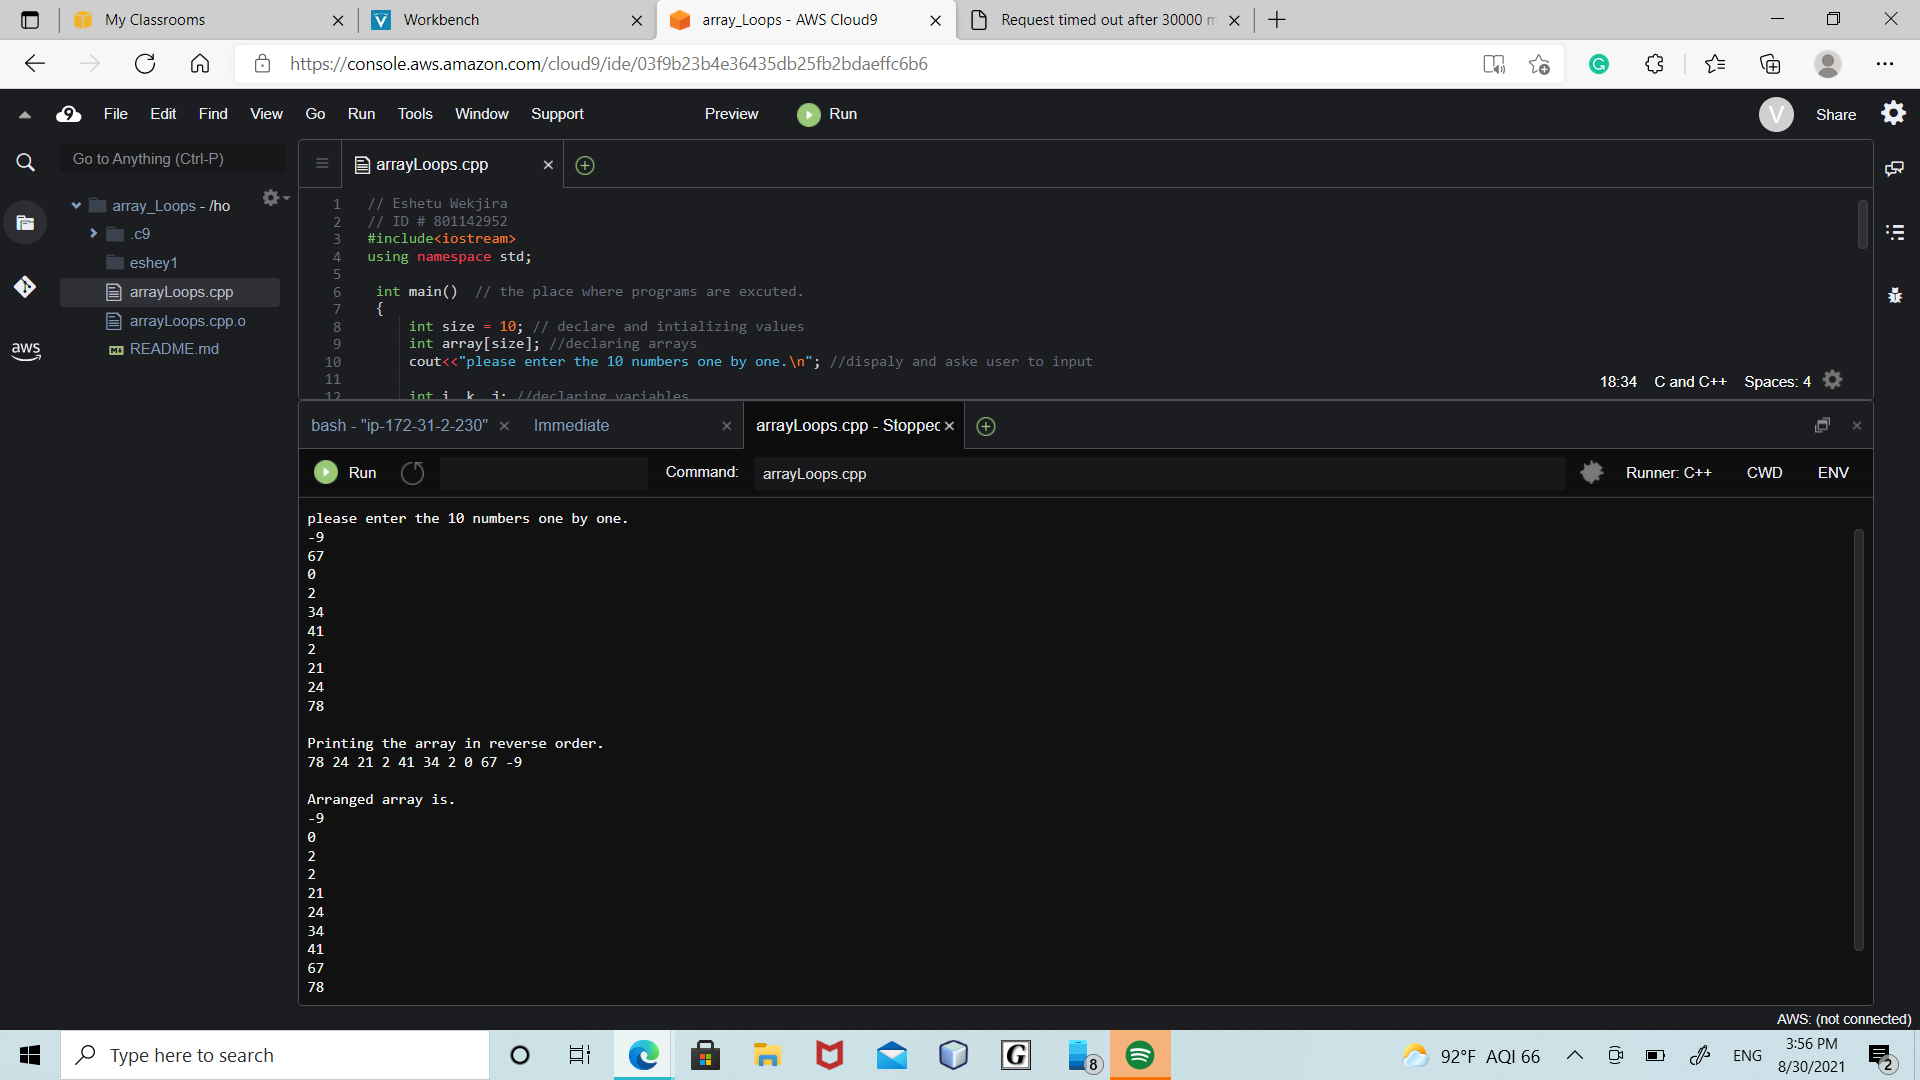 My Classrooms
Workbench
array_Loops - AWS Cloud9
Request timed out after 30000 m
https://console.aws.amazon.com/cloud9/ide/03f9b23b4e36435db25fb2bdaeffc6b6
File Edit Find View Go Run Tools Window Support Preview Run
V Share
Go to Anything (Ctrl-P)
array_Loops - /ho
.c9
eshey1
arrayLoops.cpp
arrayLoops.cpp.o
README.md
aws
arrayLoops.cpp
1 // Eshetu Wekjira
2 // ID # 801142952
3 #include<iostream>
4 using namespace std;
5
6 int main() // the place where programs are excuted.
7 {
8 int size = 10; // declare and intializing values
9 int array[size]; //declaring arrays
10 cout<<"please enter the 10 numbers one by one.\n"; //dispaly and aske user to input
11
12 int i, k, j; //declaring variables
18:34 C and C++ Spaces: 4
bash - "ip-172-31-2-230" Immediate arrayLoops.cpp - Stopped
Run Command: arrayLoops.cpp Runner: C++ CWD ENV
please enter the 10 numbers one by one.
-9
67
0
2
34
41
2
21
24
78
Printing the array in reverse order.
78 24 21 2 41 34 2 0 67 -9
Arranged array is.
-9
0
2
2
21
24
34
41
67
78
AWS: (not connected)
Type here to search
G
8
92°F AQI 66
ENG
3:56 PM
8/30/2021
2